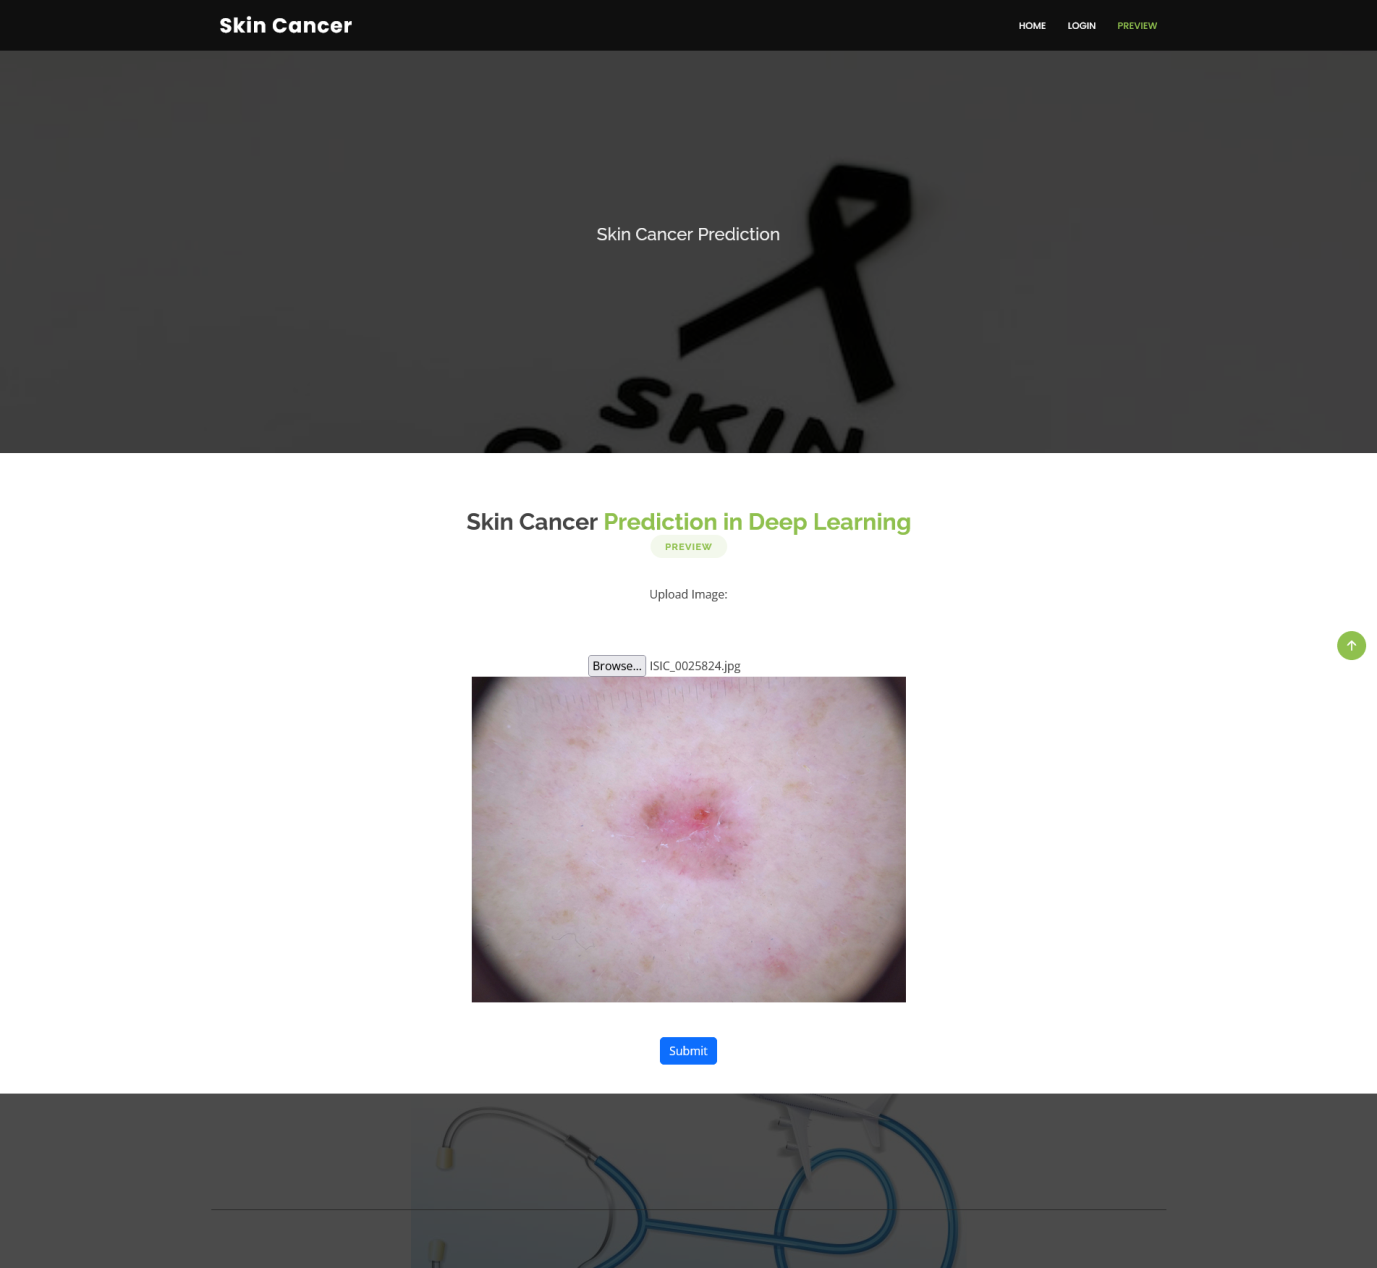 Skin Cancer
HOME LOGIN PREVIEW
Skin Cancer Prediction
SKIN
Skin Cancer Prediction in Deep Learning
PREVIEW
Upload Image:
Browse... ISIC_0025824.jpg
Submit